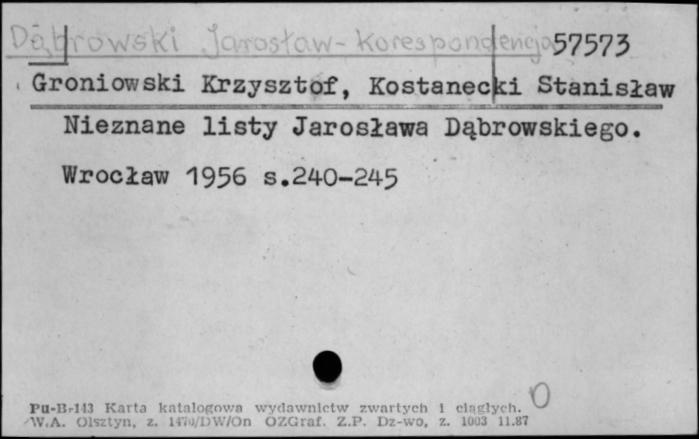 Dąbrowski Jarosław - korespondencja 57573
Groniowski Krzysztof, Kostanecki Stanisław
Nieznane listy Jarosława Dąbrowskiego.
Wrocław 1956 s.240-245
Pu-B-143 Karta katalogowa wydawnictw zwartych i ciągłych.
W.A. Olsztyn, z. 1470/DW/On OZGraf. Z.P. Dz-wo, z. 1003 11.87